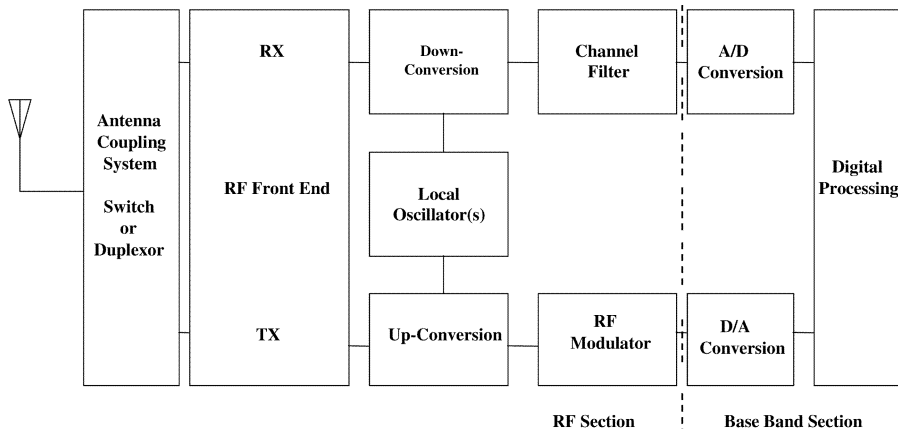 Antenna
Coupling
System
Switch
or
Duplexor
RX
RF Front End
TX
Down-
Conversion
Local
Oscillator(s)
Up-Conversion
Channel
Filter
RF
Modulator
A/D
Conversion
D/A
Conversion
Digital
Processing
RF Section
Base Band Section